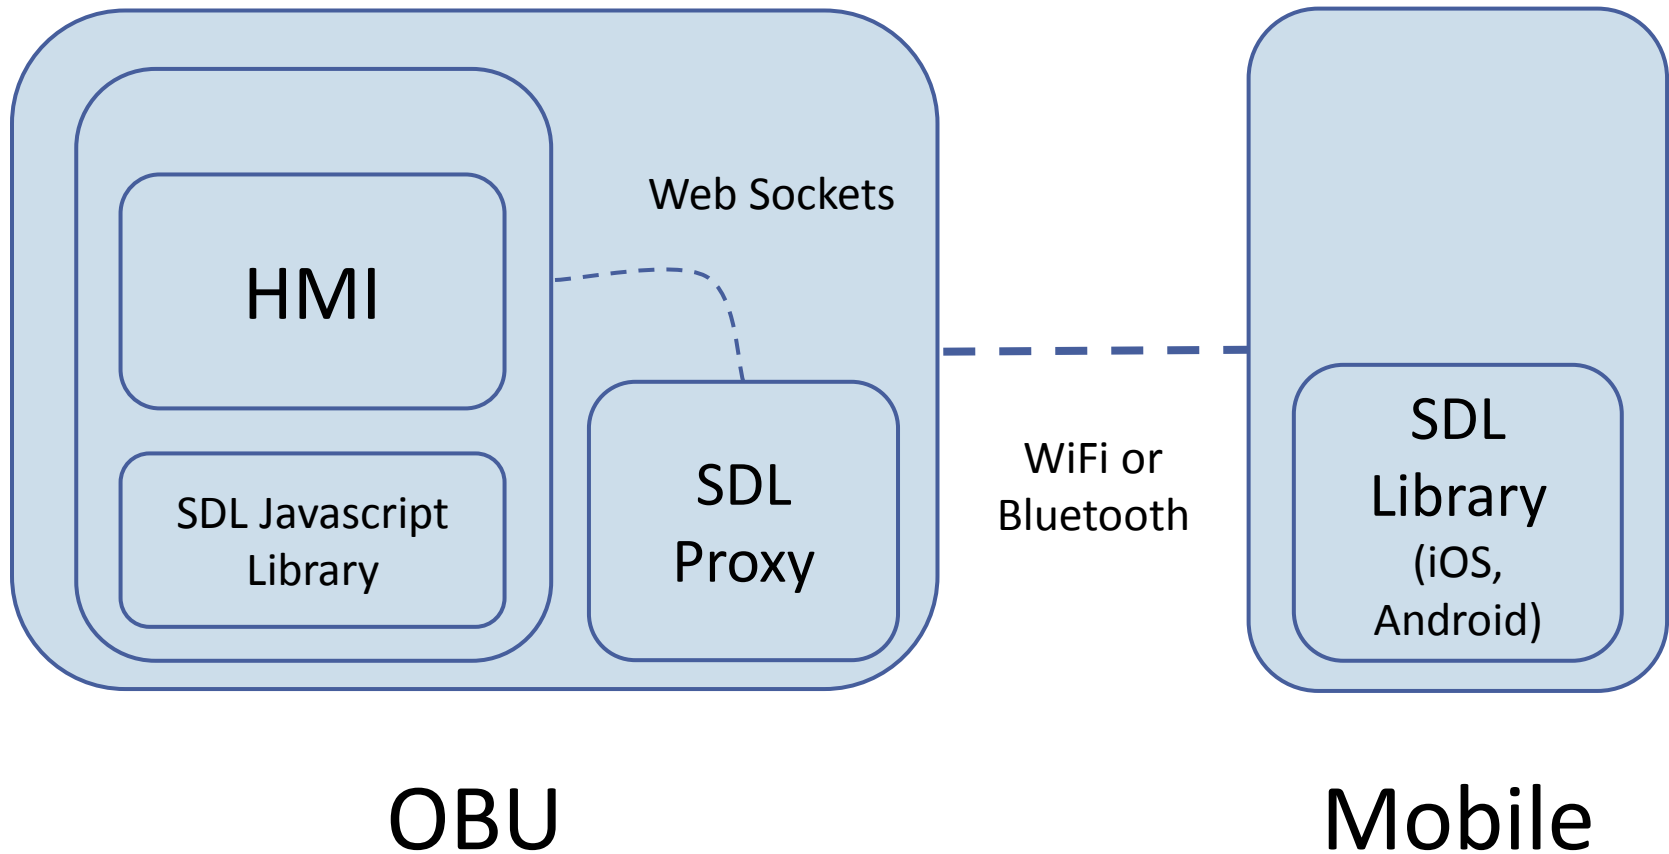 Web Sockets
HMI
SDL Javascript
Library
SDL
Proxy
WiFi or
Bluetooth
SDL
Library
(iOS,
Android)
OBU
Mobile